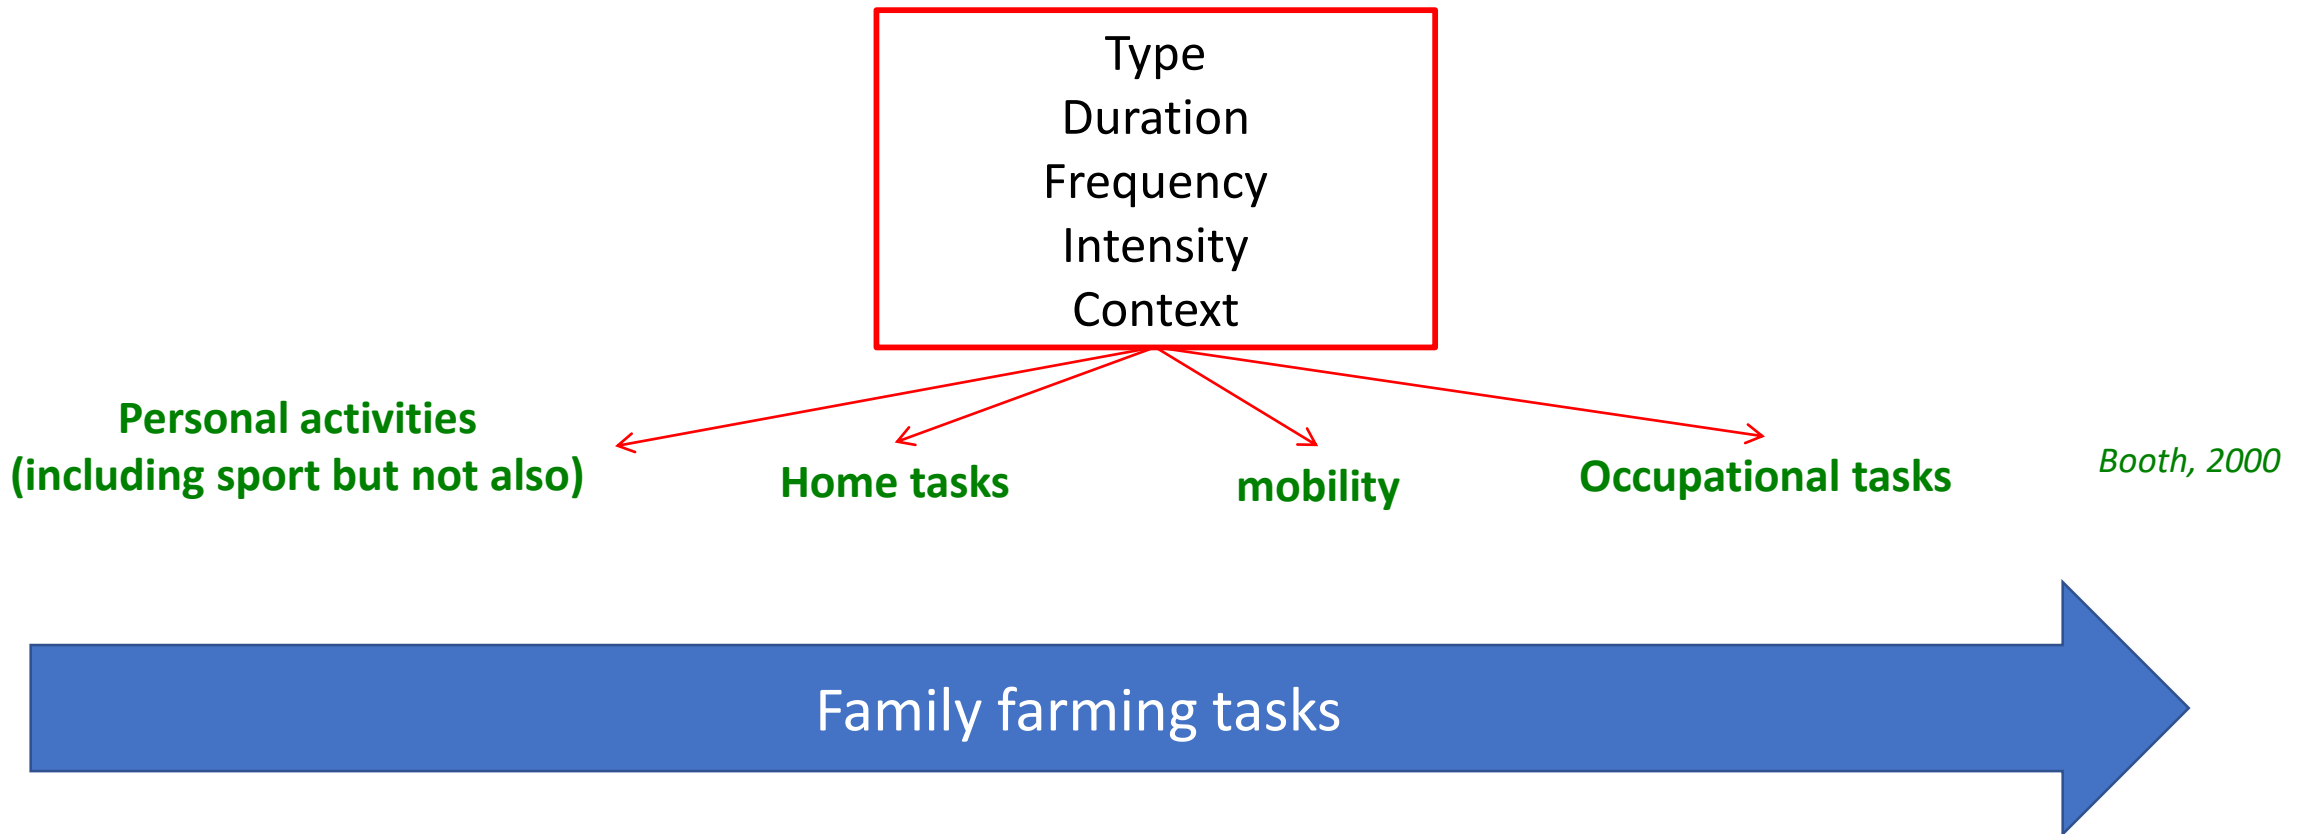 Type
Duration
Frequency
Intensity
Context
Personal activities
(including sport but not also)
Home tasks
mobility
Occupational tasks
Booth, 2000
Family farming tasks